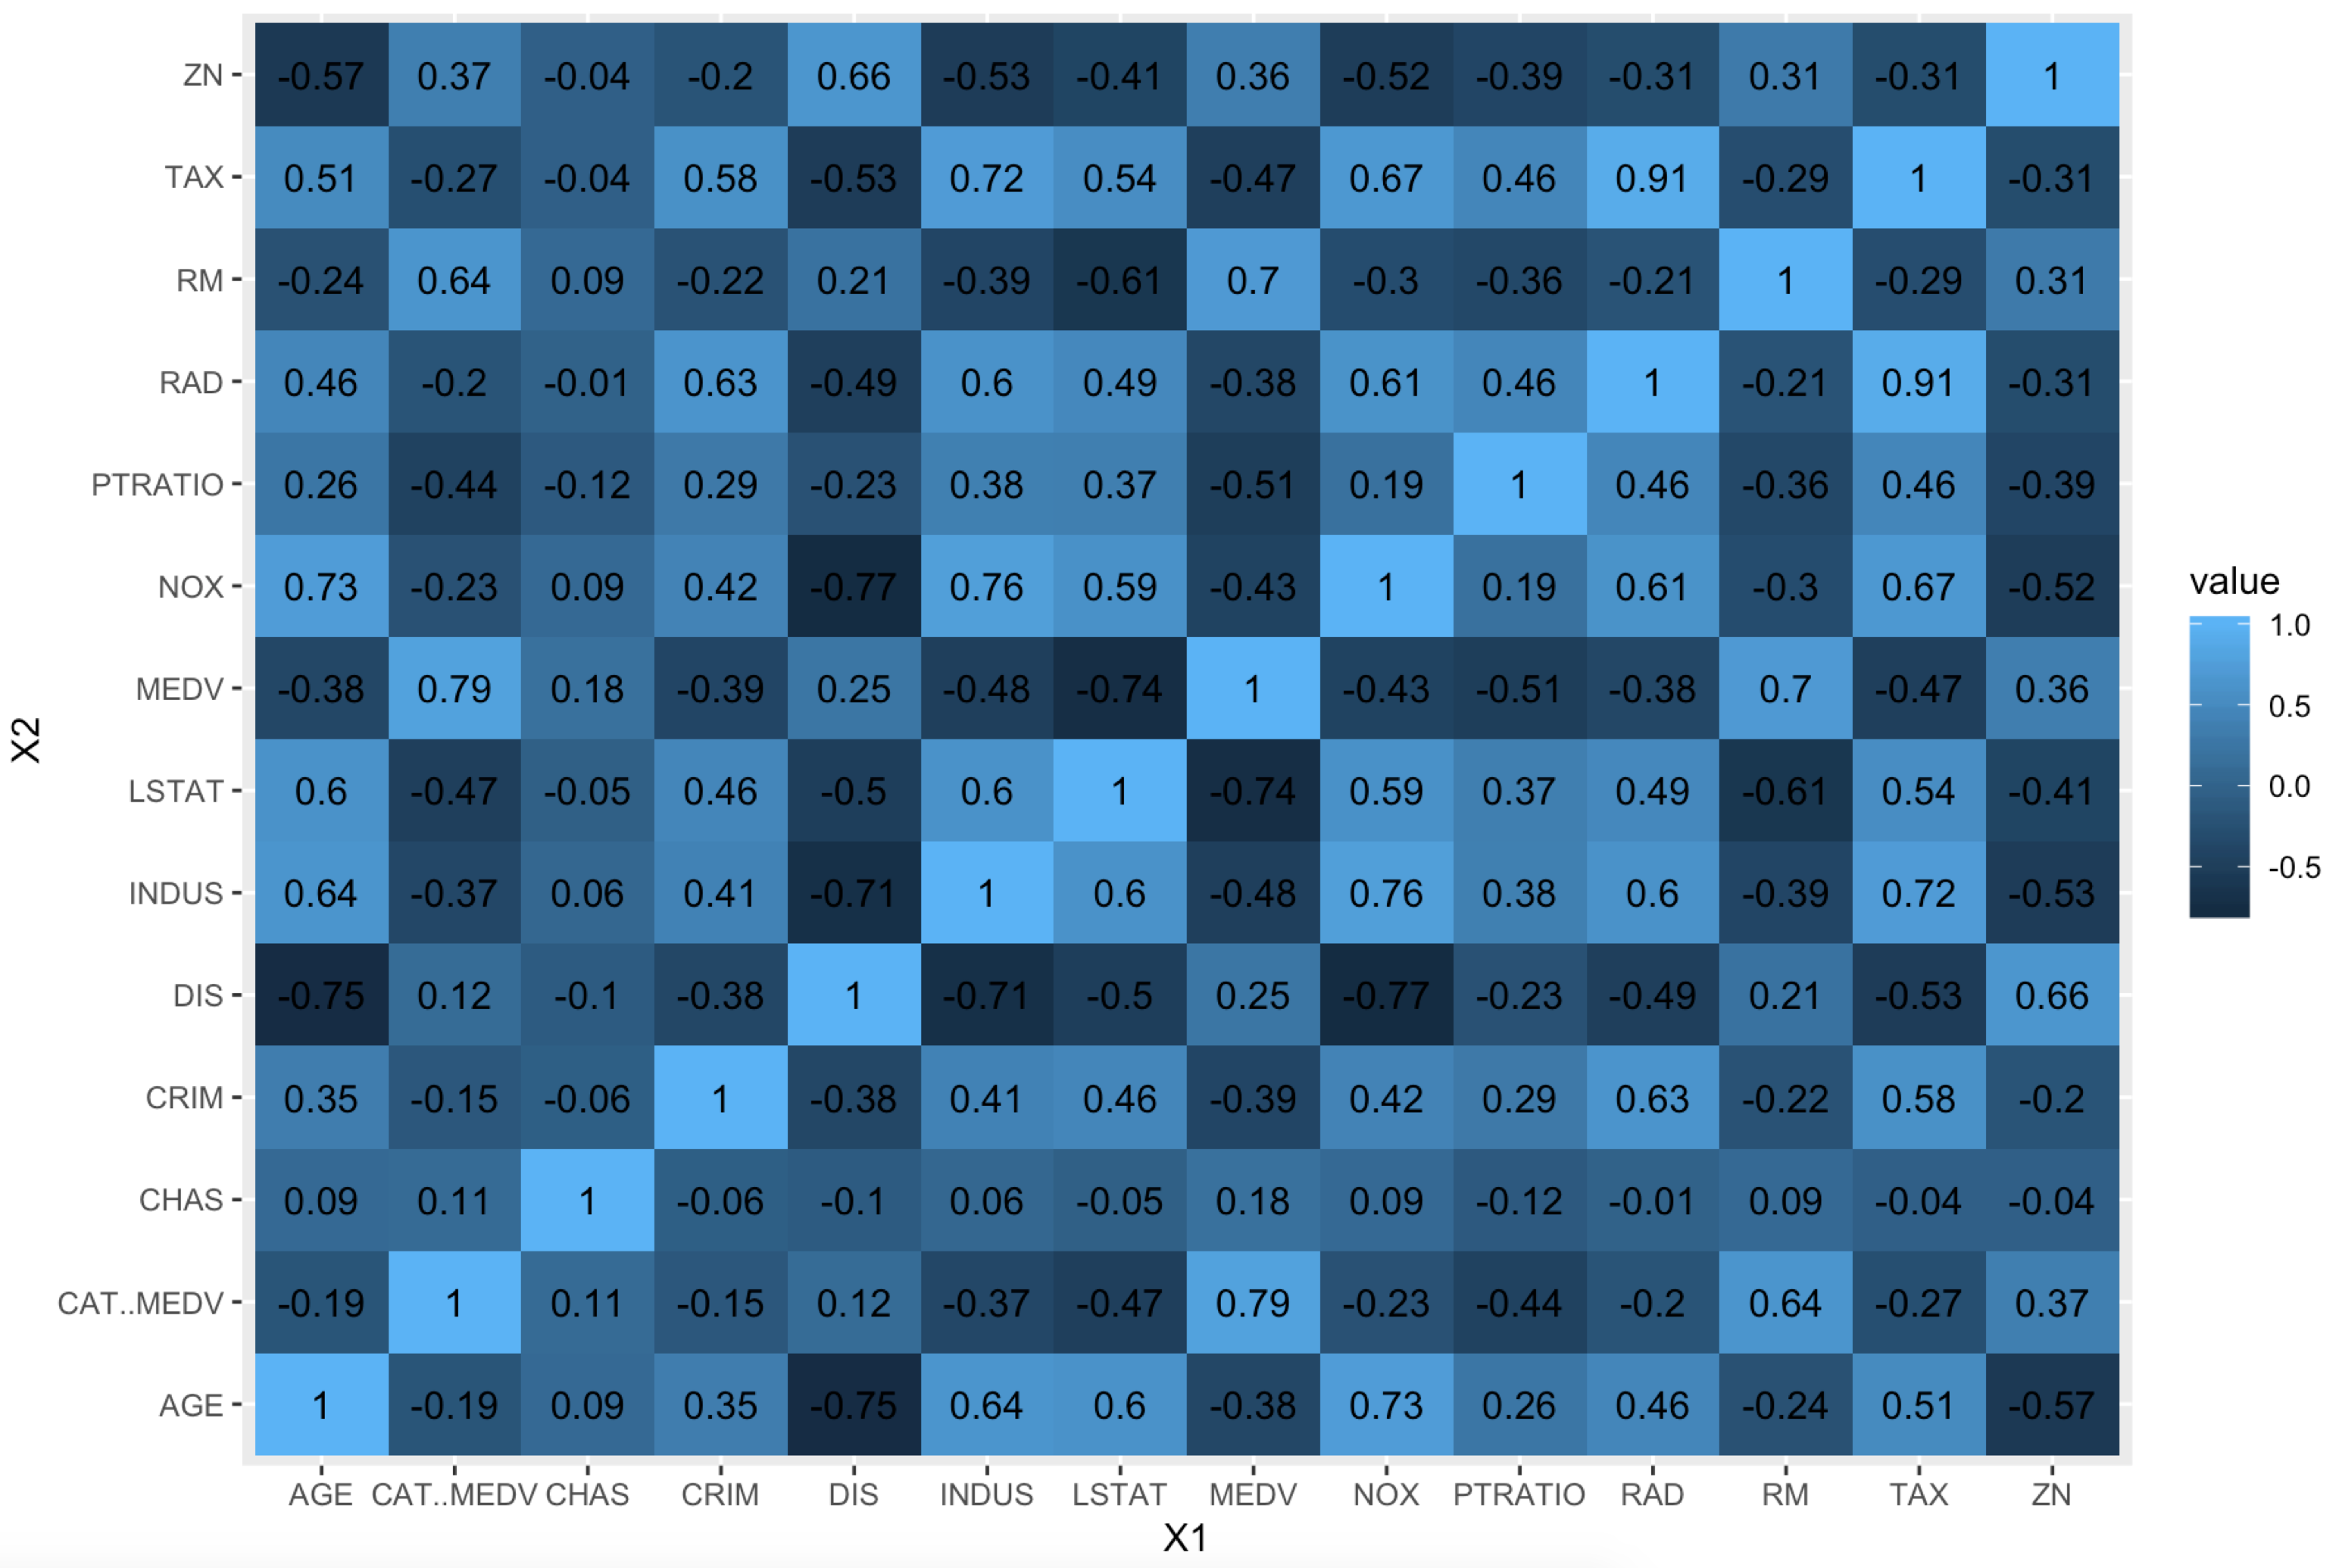 ZN -0.57 0.37 -0.04 -0.2 0.66 -0.53 -0.41 0.36 -0.52 -0.39 -0.31 0.31 -0.31 1
TAX 0.51 -0.27 -0.04 0.58 -0.53 0.72 0.54 -0.47 0.67 0.46 0.91 -0.29 1 -0.31
RM -0.24 0.64 0.09 -0.22 0.21 -0.39 -0.61 0.7 -0.3 -0.36 -0.21 1 -0.29 0.31
RAD 0.46 -0.2 -0.01 0.63 -0.49 0.6 0.49 -0.38 0.61 0.46 1 -0.21 0.91 -0.31
PTRATIO 0.26 -0.44 -0.12 0.29 -0.23 0.38 0.37 -0.51 0.19 1 0.46 -0.36 0.46 -0.39
NOX 0.73 -0.23 0.09 0.42 -0.77 0.76 0.59 -0.43 1 0.19 0.61 -0.3 0.67 -0.52
MEDV -0.38 0.79 0.18 -0.39 0.25 -0.48 -0.74 1 -0.43 -0.51 -0.38 0.7 -0.47 0.36
LSTAT 0.6 -0.47 -0.05 0.46 -0.5 0.6 1 -0.74 0.59 0.37 0.49 -0.61 0.54 -0.41
INDUS 0.64 -0.37 0.06 0.41 -0.71 1 0.6 -0.48 0.76 0.38 0.6 -0.39 0.72 -0.53
DIS -0.75 0.12 -0.1 -0.38 1 -0.71 -0.5 0.25 -0.77 -0.23 -0.49 0.21 -0.53 0.66
CRIM 0.35 -0.15 -0.06 1 -0.38 0.41 0.46 -0.39 0.42 0.29 0.63 -0.22 0.58 -0.2
CHAS 0.09 0.11 1 -0.06 -0.1 0.06 -0.05 0.18 0.09 -0.12 -0.01 0.09 -0.04 -0.04
CAT..MEDV -0.19 1 0.11 -0.15 0.12 -0.37 -0.47 0.79 -0.23 -0.44 -0.2 0.64 -0.27 0.37
AGE 1 -0.19 0.09 0.35 -0.75 0.64 0.6 -0.38 0.73 0.26 0.46 -0.24 0.51 -0.57
AGE CAT..MEDV CHAS CRIM DIS INDUS LSTAT MEDV NOX PTRATIO RAD RM TAX ZN
X1
X2
value
1.0
0.5
0.0
-0.5